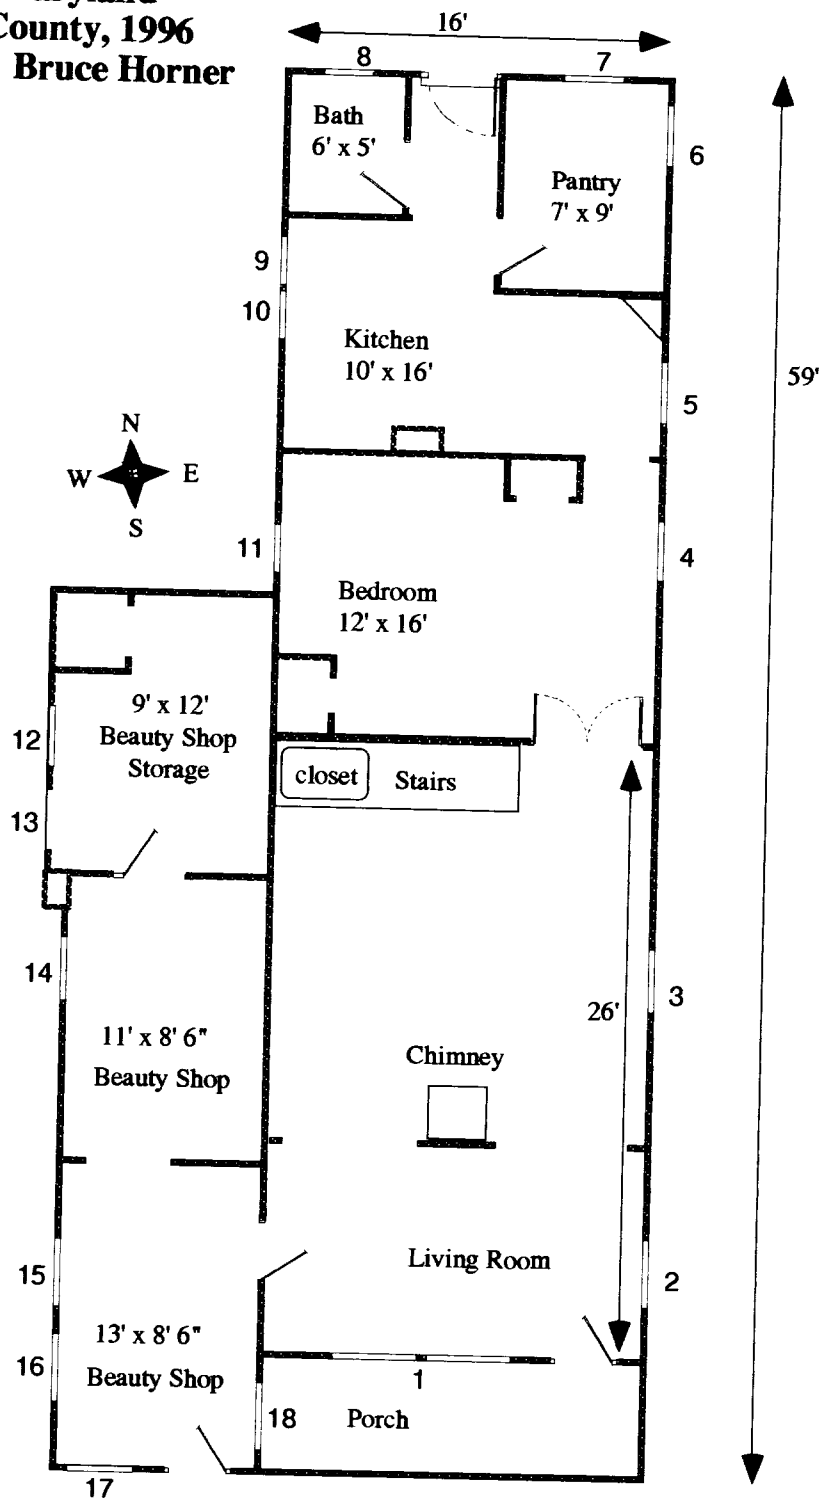 County, 1996
Bruce Horner
16'
8
7
Bath
6' x 5'
6
Pantry
7' x 9'
9
10
Kitchen
10' x 16'
59'
5
N
W
E
S
11
4
Bedroom
12' x 16'
9' x 12'
Beauty Shop
Storage
12
closet
Stairs
13
14
3
26'
11' x 8' 6"
Beauty Shop
Chimney
Living Room
15
2
13' x 8' 6"
Beauty Shop
16
1
18
Porch
17